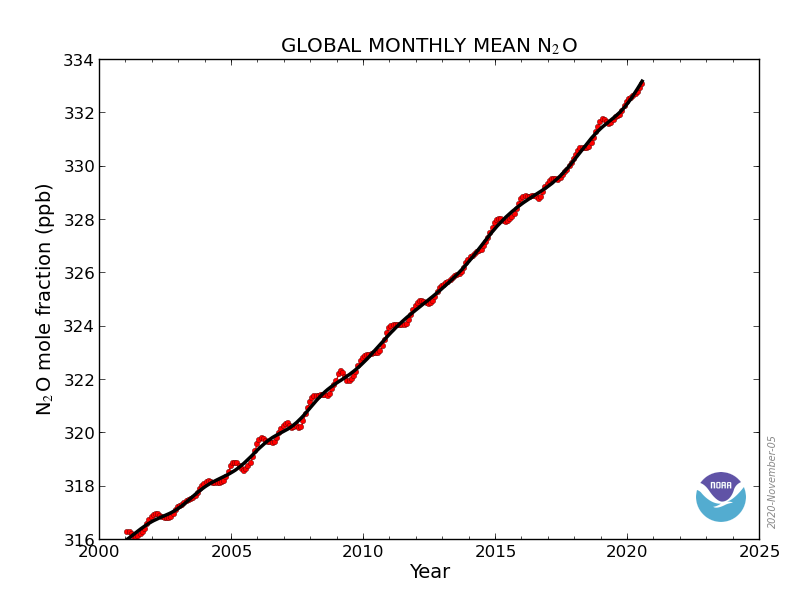 GLOBAL MONTHLY MEAN N₂O
334
332
330
328
326
324
322
320
318
316
N₂O mole fraction (ppb)
2000 2005 2010 2015 2020 2025
Year
NOAA
2020-November-05